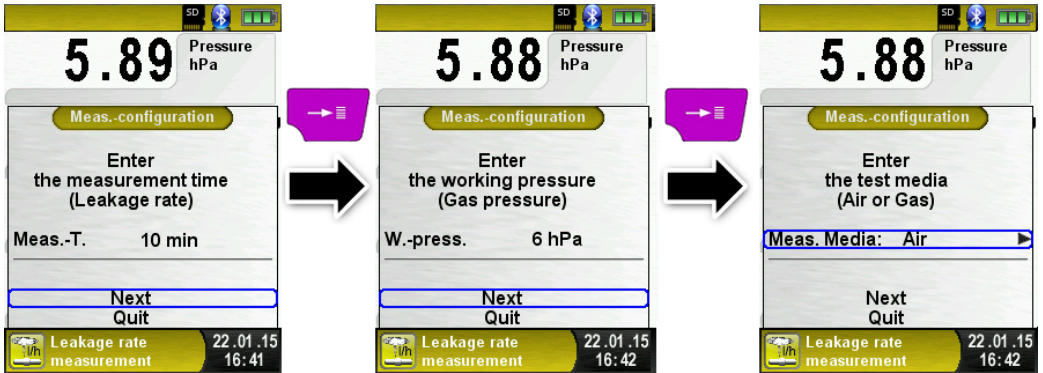 SD
5.89 Pressure
hPa
Meas.-configuration
Enter
the measurement time
(Leakage rate)
Meas.-T. 10 min
Next
Quit
l/h
Leakage rate 22.01.15
measurement 16:41
SD
5.88 Pressure
hPa
Meas.-configuration
Enter
the working pressure
(Gas pressure)
W.-press. 6 hPa
Next
Quit
l/h
Leakage rate 22.01.15
measurement 16:42
SD
5.88 Pressure
hPa
Meas.-configuration
Enter
the test media
(Air or Gas)
Meas. Media: Air
Next
Quit
l/h
Leakage rate 22.01.15
measurement 16:42